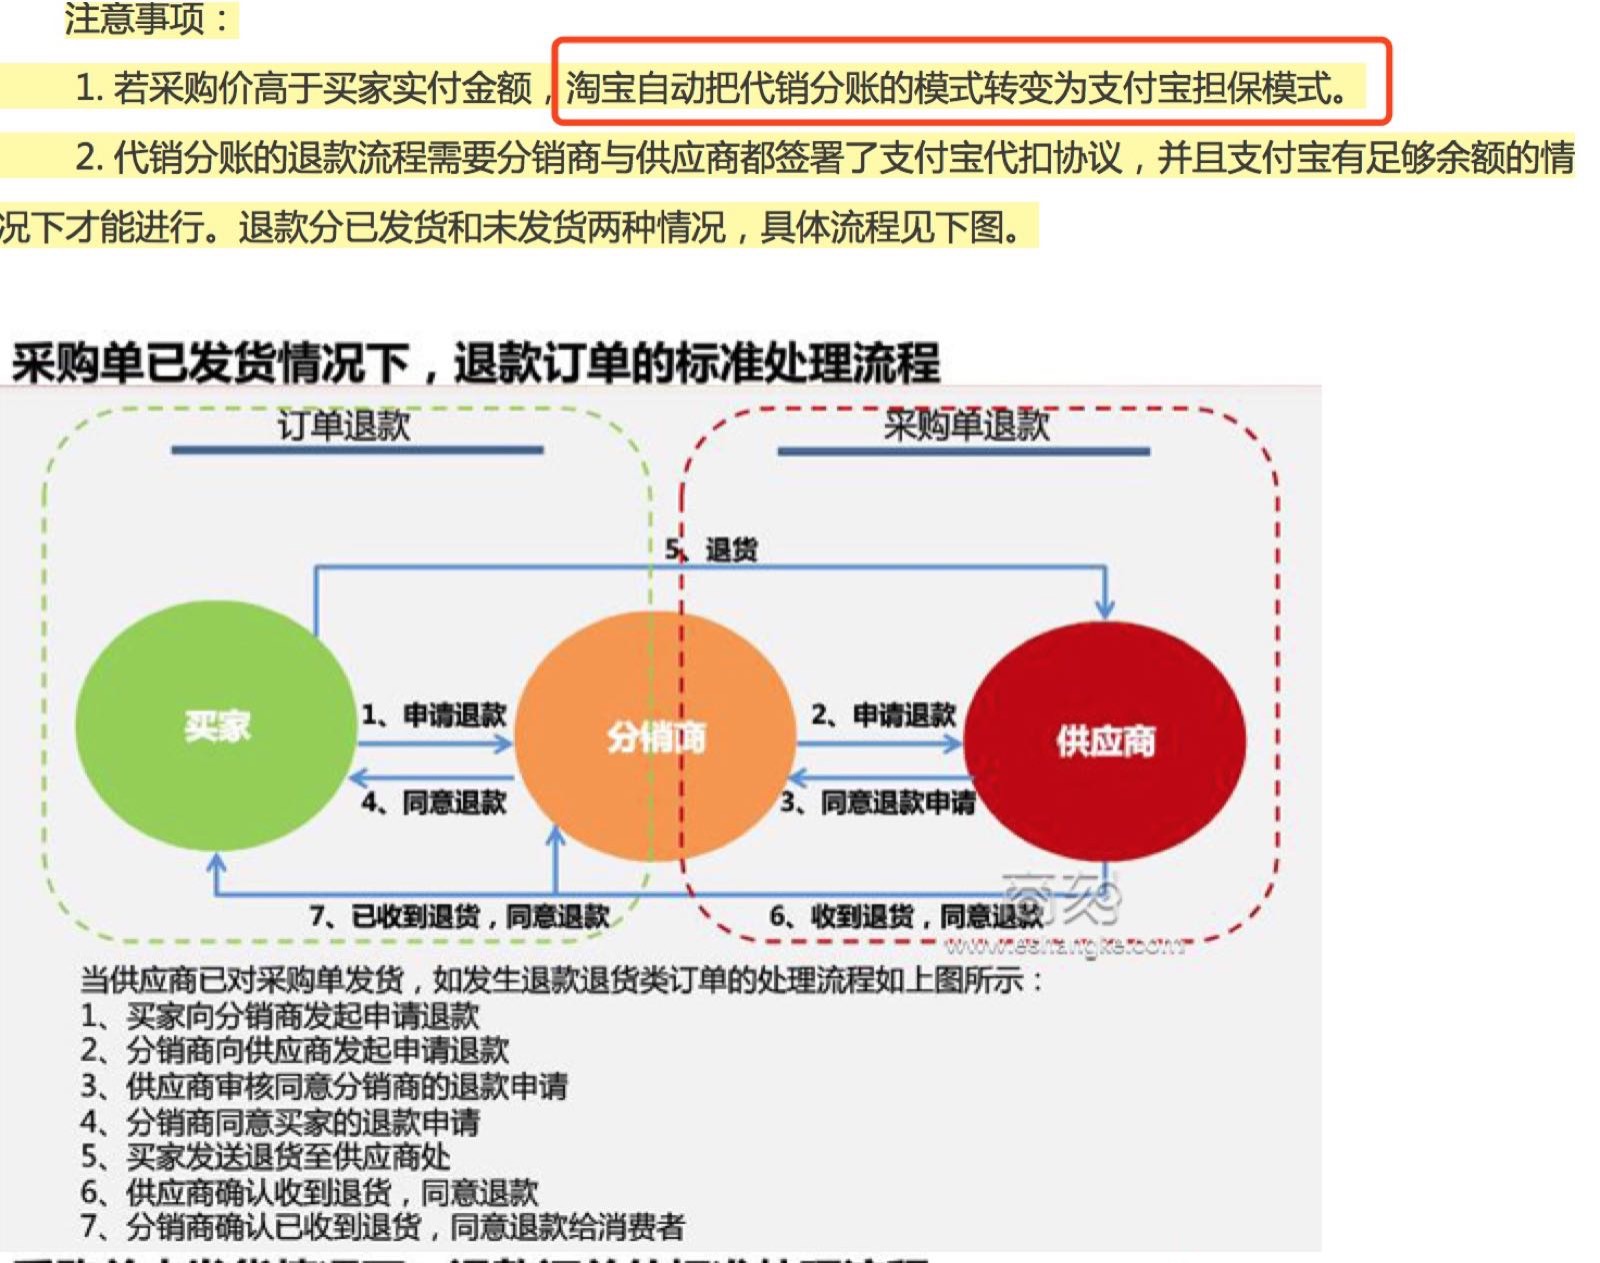 注意事项：
1. 若采购价高于买家实付金额，淘宝自动把代销分账的模式转变为支付宝担保模式。
2. 代销分账的退款流程需要分销商与供应商都签署了支付宝代扣协议，并且支付宝有足够余额的情
况下才能进行。退款分已发货和未发货两种情况，具体流程见下图。
采购单已发货情况下，退款订单的标准处理流程
订单退款
采购单退款
5、退货
买家
1、申请退款
分销商
2、申请退款
供应商
4、同意退款
3、同意退款申请
7、已收到退货，同意退款
6、收到退货，同意退款
商刻
www.eshangke.com
当供应商已对采购单发货，如发生退款退货类订单的处理流程如上图所示：
1、买家向分销商发起申请退款
2、分销商向供应商发起申请退款
3、供应商审核同意分销商的退款申请
4、分销商同意买家的退款申请
5、买家发送退货至供应商处
6、供应商确认收到退货，同意退款
7、分销商确认已收到退货，同意退款给消费者